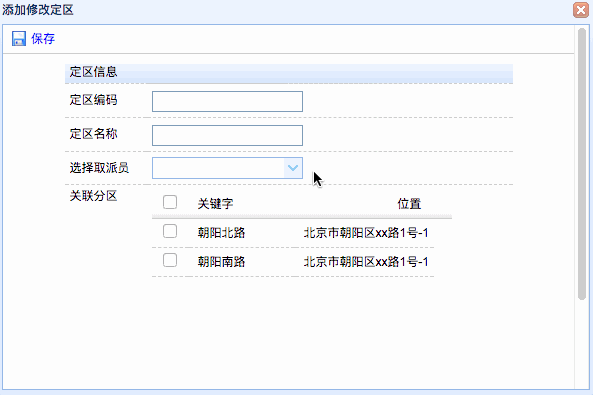 添加修改定区
保存
定区信息
定区编码
定区名称
选择取派员
关联分区
关键字 位置
朝阳北路 北京市朝阳区xx路1号-1
朝阳南路 北京市朝阳区xx路1号-1